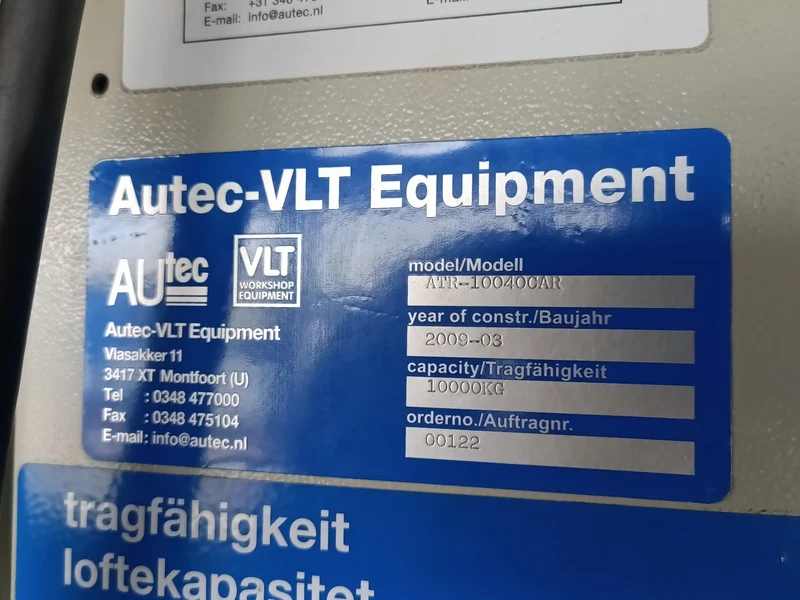 Fax:
E-mail: info@autec.nl
Autec-VLT Equipment
AUtec
VLT
WORKSHOP
EQUIPMENT
Autec-VLT Equipment
Vlasakker 11
3417 XT Montfoort (U)
Tel : 0348 477000
Fax : 0348 475104
E-mail: info@autec.nl
model/Modell
ATR-10040CAR
year of constr./Baujahr
2009-03
capacity/Tragfähigkeit
10000KG
orderno./Auftragnr.
00122
tragfähigkeit
loftekapasitet